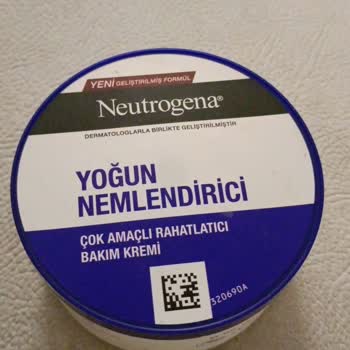 YENİ GELİŞTİRİLMİŞ FORMÜL
Neutrogena®
DERMATOLOGLARLA BİRLİKTE GELİŞTİRİLMİŞTİR
YOĞUN
NEMLENDİRİCİ
ÇOK AMAÇLI RAHATLATICI
BAKIM KREMİ
320690A